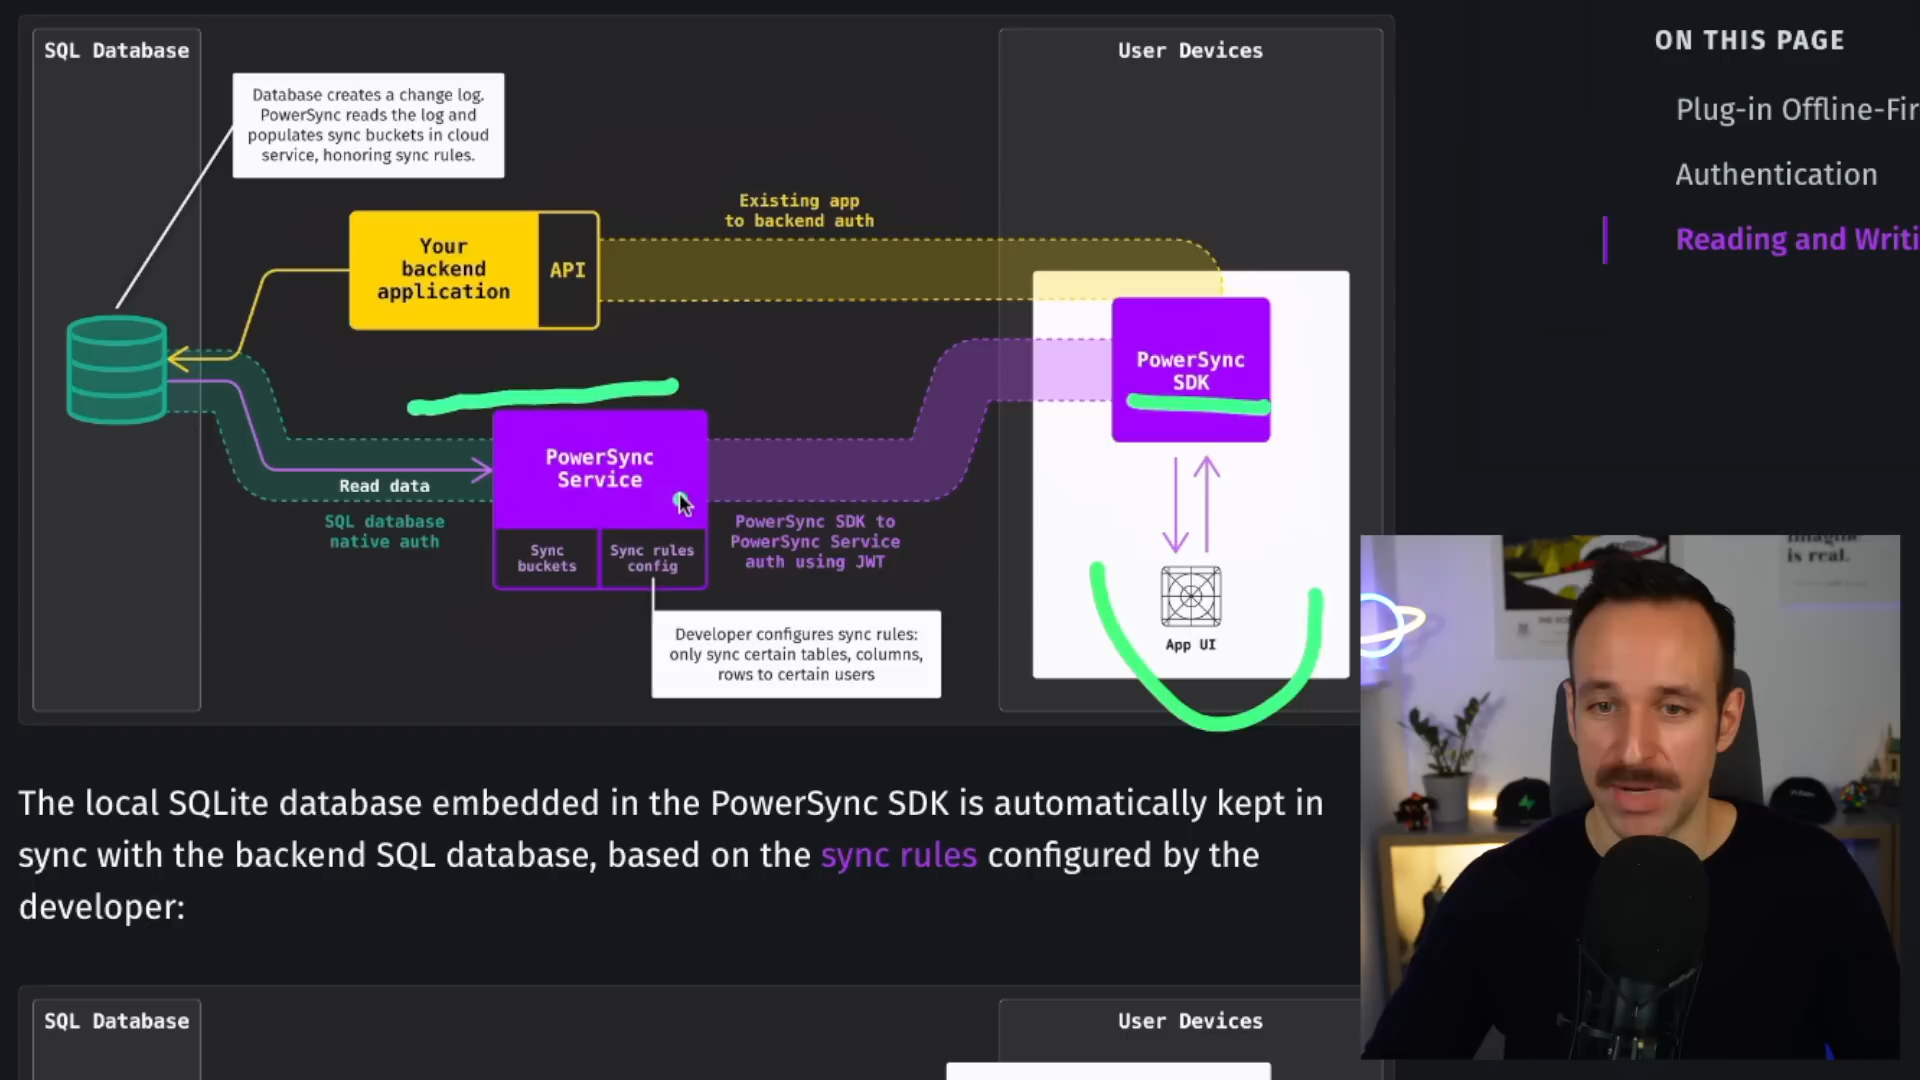 SQL Database
User Devices
Database creates a change log.
PowerSync reads the log and
populates sync buckets in cloud
service, honoring sync rules.
Existing app
to backend auth
Your
backend
application
API
PowerSync
SDK
PowerSync
Service
Read data
SQL database
native auth
Sync
buckets
Sync rules
config
PowerSync SDK to
PowerSync Service
auth using JWT
Developer configures sync rules:
only sync certain tables, columns,
rows to certain users
App UI
The local SQLite database embedded in the PowerSync SDK is automatically kept in
sync with the backend SQL database, based on the sync rules configured by the
developer:
SQL Database
User Devices
ON THIS PAGE
Plug-in Offline-Fir
Authentication
Reading and Writi
is real.